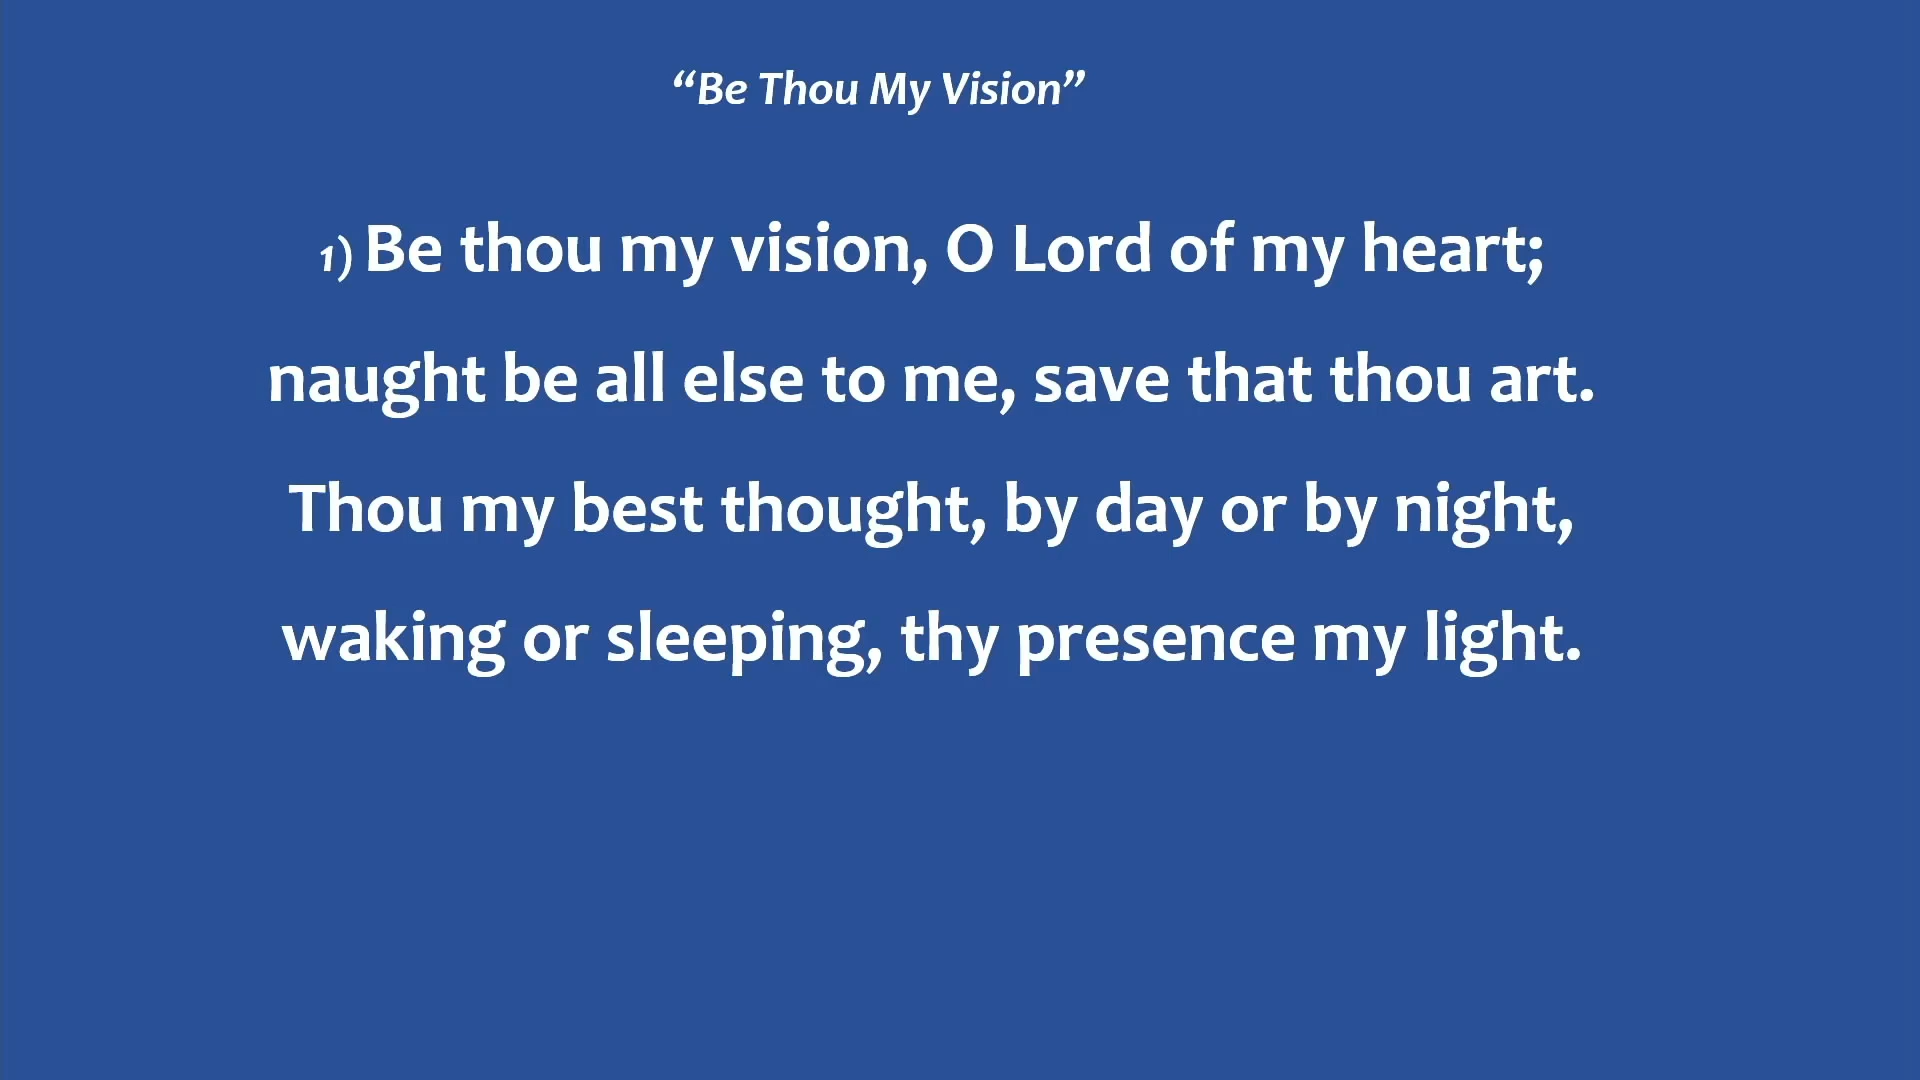 “Be Thou My Vision”
1) Be thou my vision, O Lord of my heart;
naught be all else to me, save that thou art.
Thou my best thought, by day or by night,
waking or sleeping, thy presence my light.